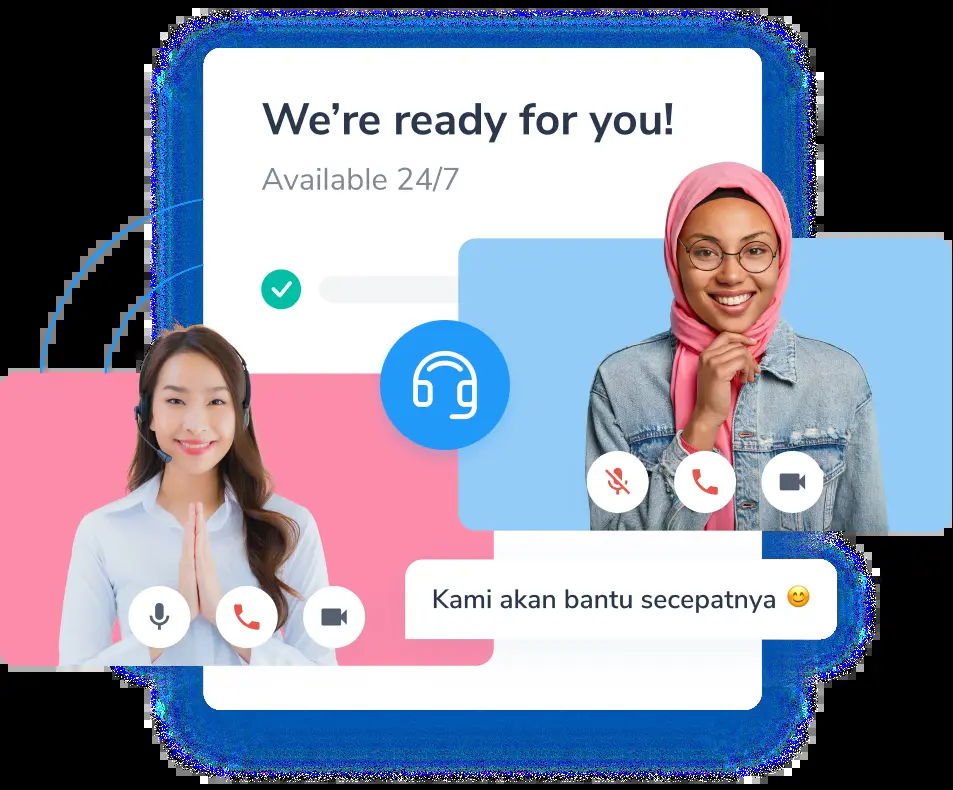 We’re ready for you!
Available 24/7
Kami akan bantu secepatnya 😊